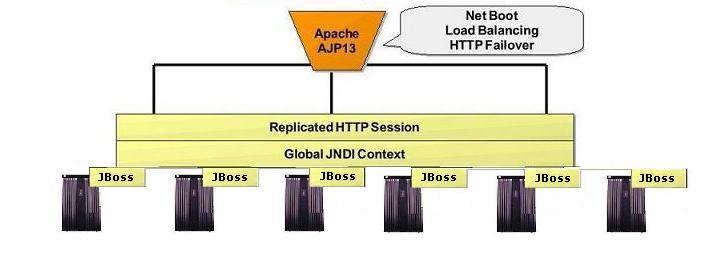 Apache
AJP13
Net Boot
Load Balancing
HTTP Failover
Replicated HTTP Session
Global JNDI Context
JBoss
JBoss
JBoss
JBoss
JBoss
JBoss